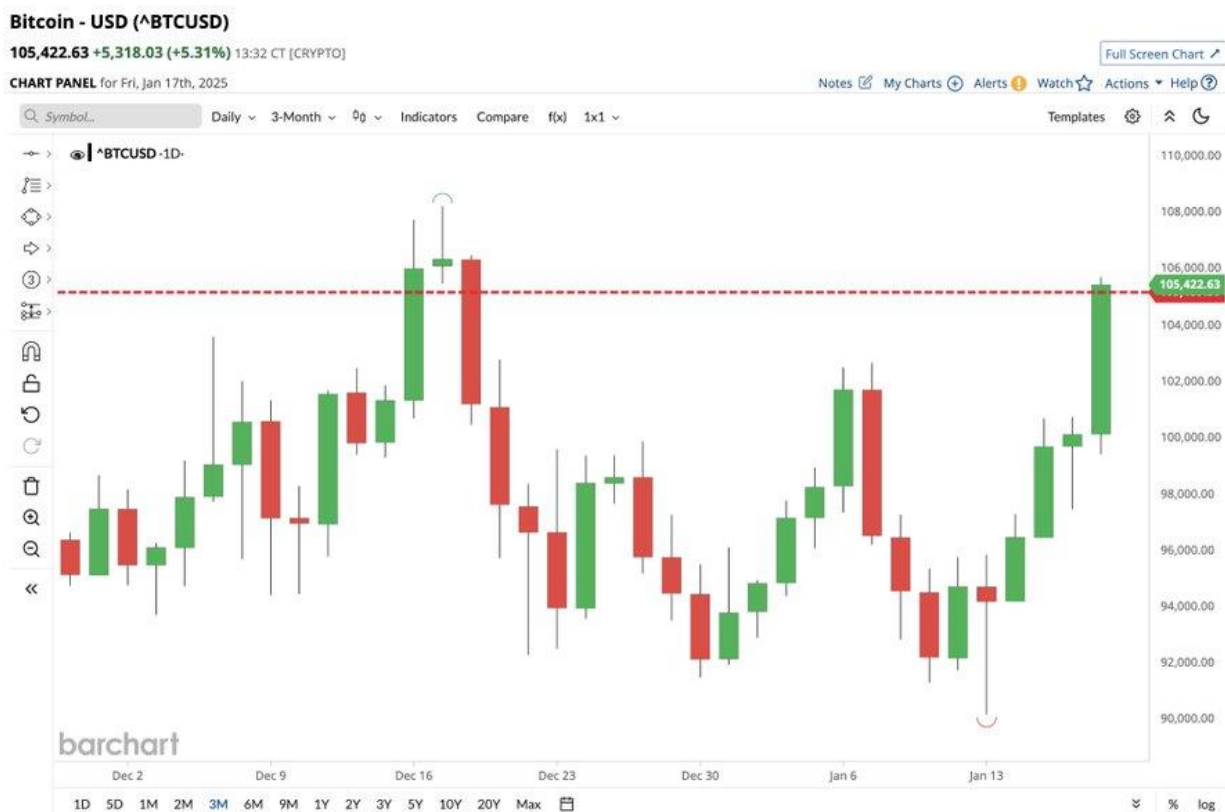 Bitcoin - USD (^BTCUSD)
105,422.63 +5,318.03 (+5.31%) 13:32 CT [CRYPTO]
Full Screen Chart ↗
CHART PANEL for Fri, Jan 17th, 2025
Notes My Charts Alerts Watch Actions Help
Symbol... Daily 3-Month Indicators Compare f(x) 1x1 Templates
^BTCUSD -1D-
110,000.00
108,000.00
106,000.00
105,422.63
104,000.00
102,000.00
100,000.00
98,000.00
96,000.00
94,000.00
92,000.00
90,000.00
3
barchart
Dec 2 Dec 9 Dec 16 Dec 23 Dec 30 Jan 6 Jan 13
1D 5D 1M 2M 3M 6M 9M 1Y 2Y 3Y 5Y 10Y 20Y Max % log